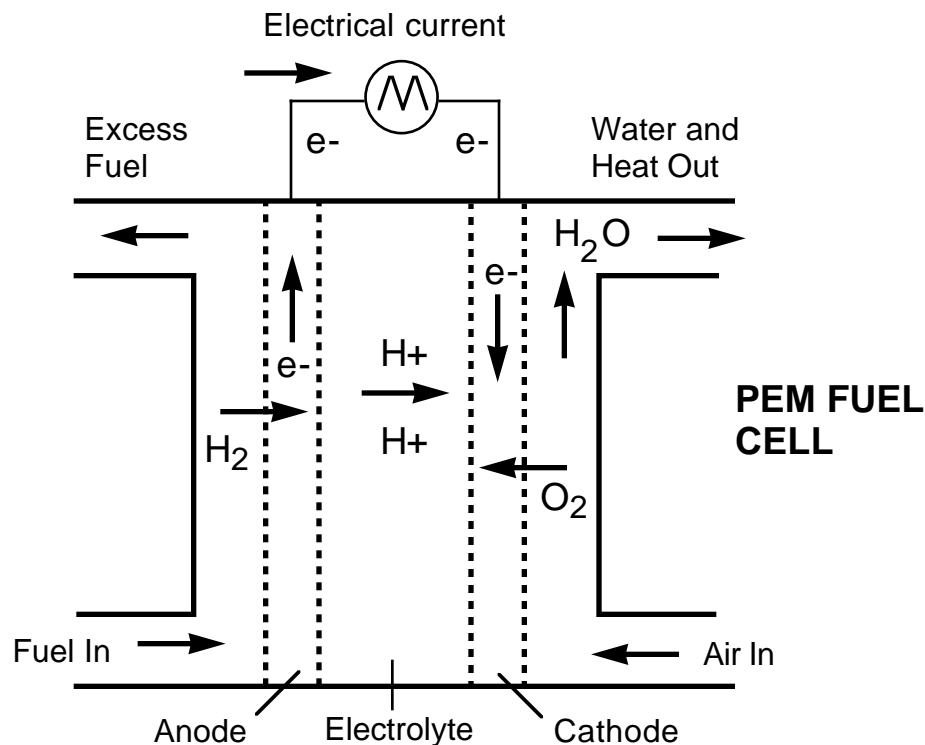 Electrical current
Excess
Fuel
e-
e-
Water and
Heat Out
H2O
e-
e-
H+
H+
H2
O2
PEM FUEL
CELL
Fuel In
Air In
Anode
Electrolyte
Cathode